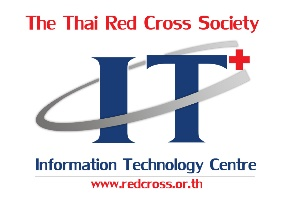 The Thai Red Cross Society
IT
Information Technology Centre
www.redcross.or.th